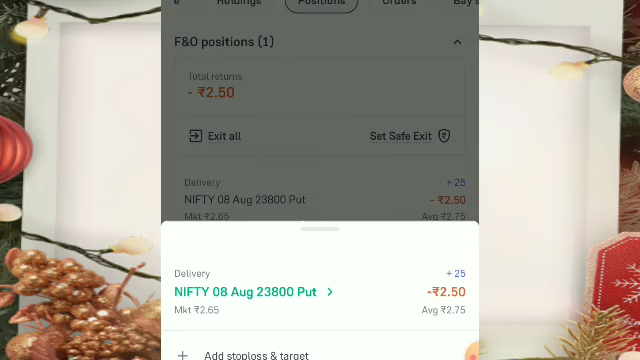 Holdings
Positions
Orders
F&O positions (1)
Total returns
- ₹2.50
Exit all
Set Safe Exit
Delivery
+ 25
NIFTY 08 Aug 23800 Put
- ₹2.50
Mkt ₹2.65
Avg ₹2.75
Delivery
+ 25
NIFTY 08 Aug 23800 Put
-₹2.50
Mkt ₹2.65
Avg ₹2.75
Add stoploss & target